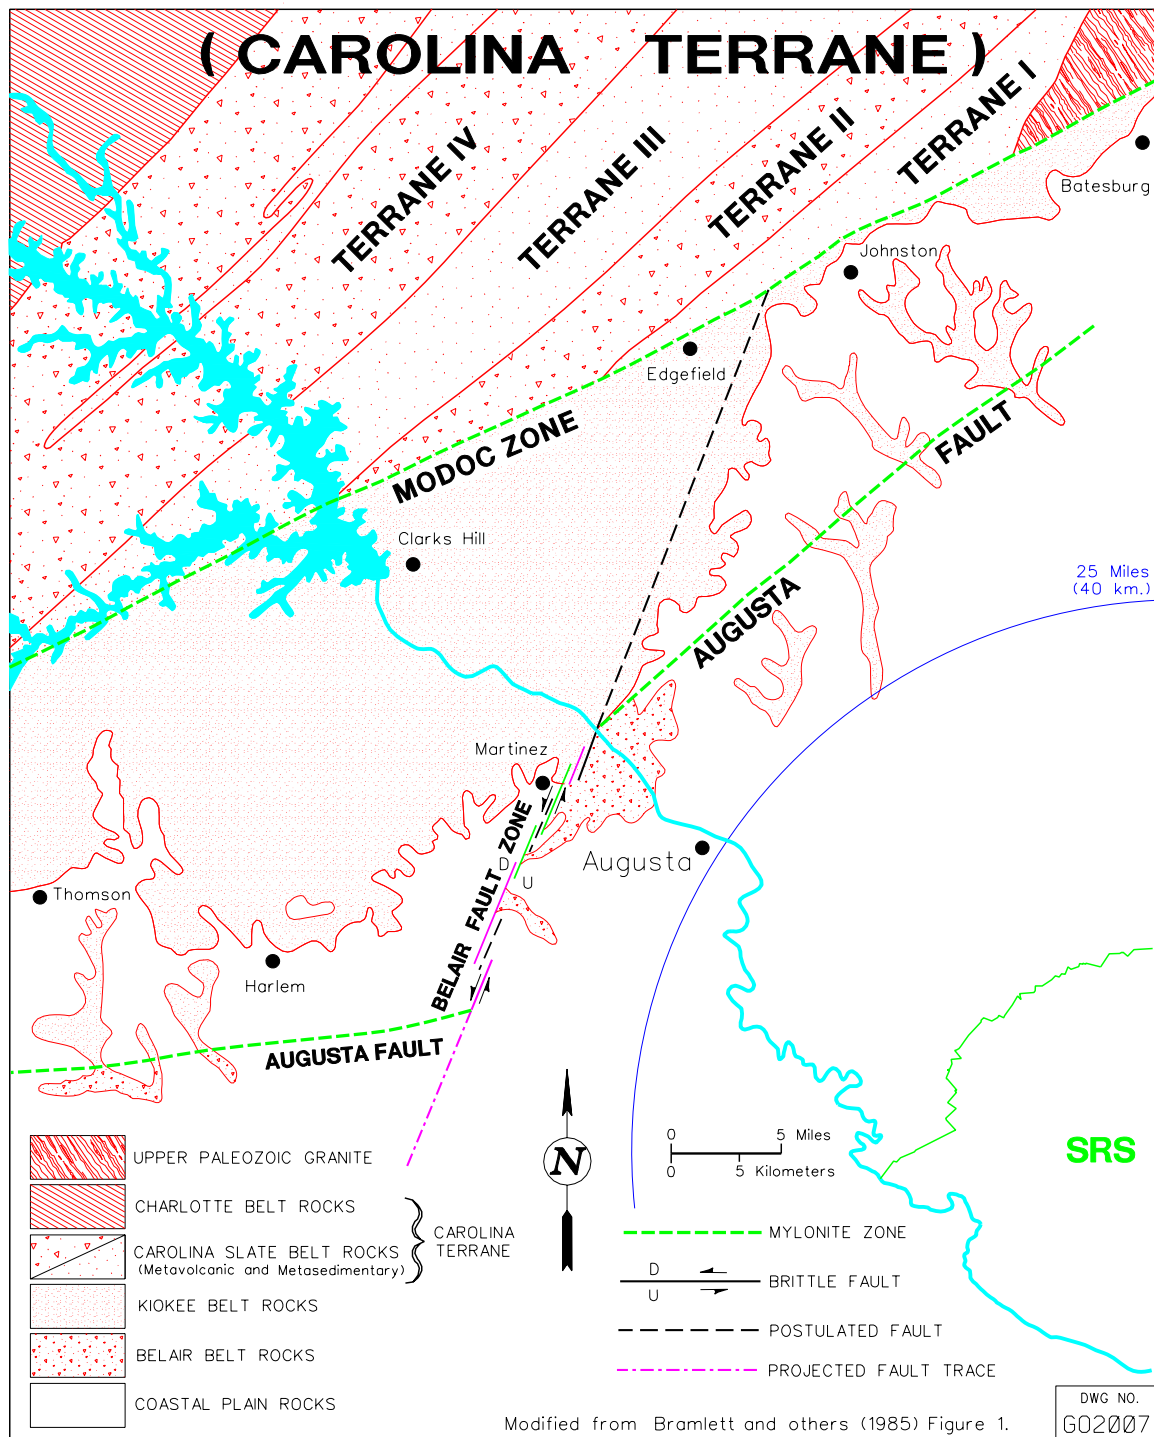 ( CAROLINA TERRANE )
TERRANE IV
TERRANE III
TERRANE II
TERRANE I
Batesburg
Johnston
Edgefield
MODOC ZONE
FAULT
Clarks Hill
25 Miles
(40 km.)
AUGUSTA
Martinez
BELAIR FAULT ZONE
D
U
Augusta
Thomson
Harlem
AUGUSTA FAULT
SRS
N
0 5 Miles
0 5 Kilometers
UPPER PALEOZOIC GRANITE
CHARLOTTE BELT ROCKS
CAROLINA SLATE BELT ROCKS
(Metavolcanic and Metasedimentary)
CAROLINA
TERRANE
KIOKEE BELT ROCKS
BELAIR BELT ROCKS
COASTAL PLAIN ROCKS
MYLONITE ZONE
D
U
BRITTLE FAULT
POSTULATED FAULT
PROJECTED FAULT TRACE
Modified from Bramlett and others (1985) Figure 1.
DWG NO.
GO2007